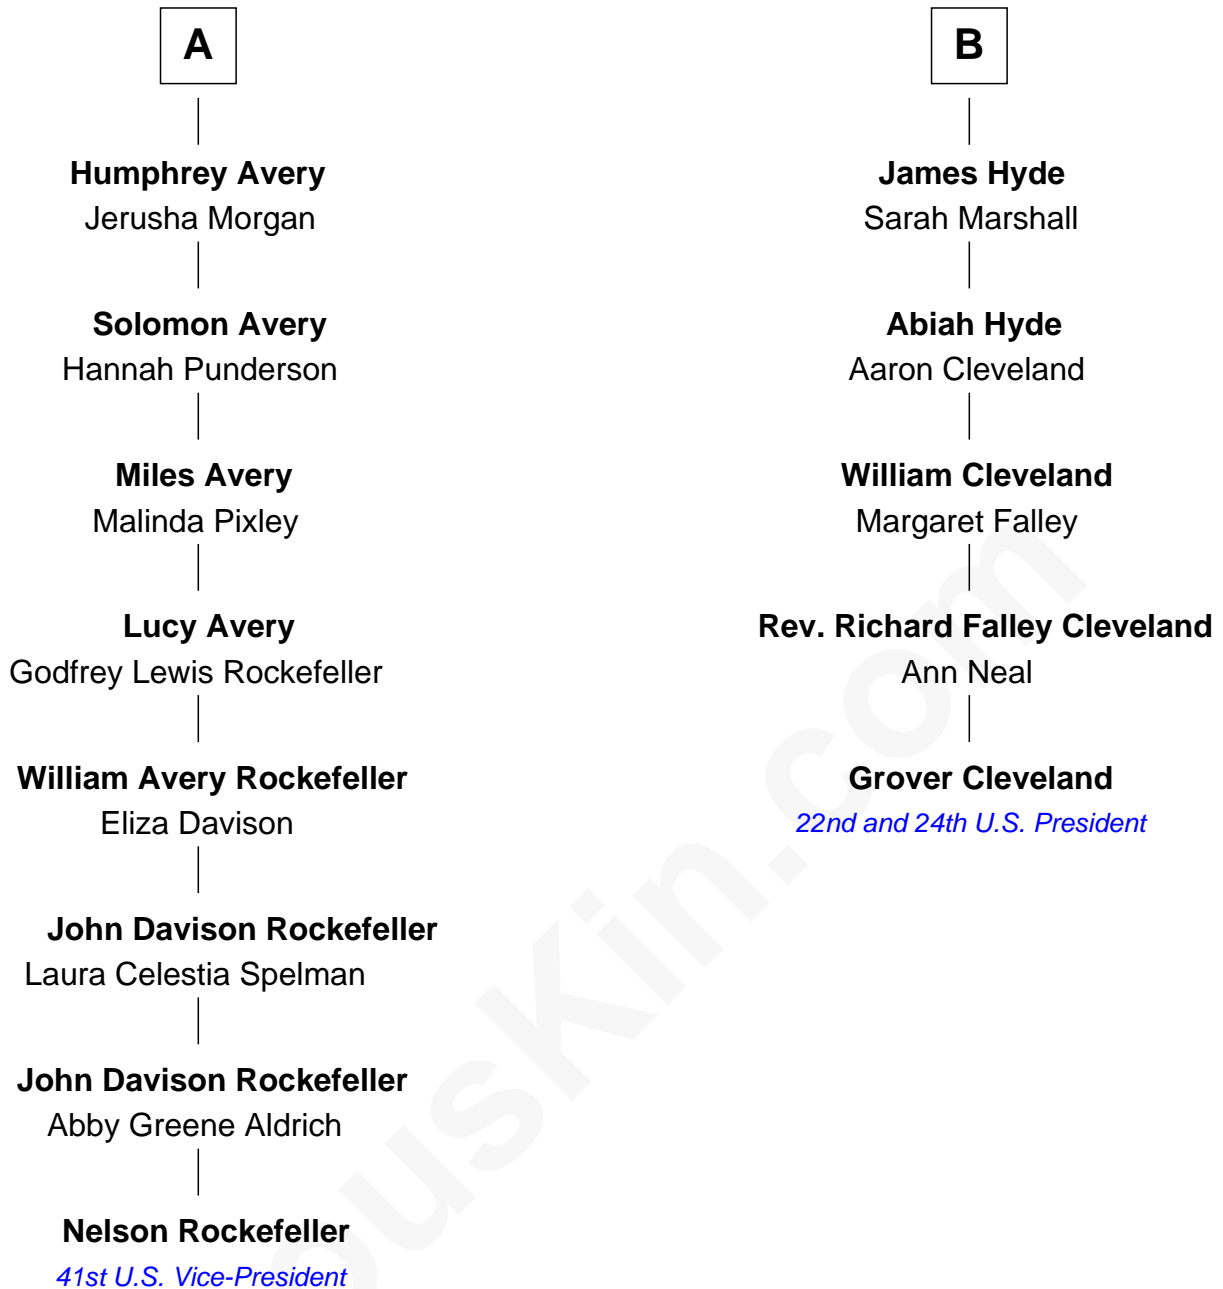 A
Humphrey Avery
Jerusha Morgan
Solomon Avery
Hannah Punderson
Miles Avery
Malinda Pixley
Lucy Avery
Godfrey Lewis Rockefeller
William Avery Rockefeller
Eliza Davison
John Davison Rockefeller
Laura Celestia Spelman
John Davison Rockefeller
Abby Greene Aldrich
Nelson Rockefeller
41st U.S. Vice-President
B
James Hyde
Sarah Marshall
Abiah Hyde
Aaron Cleveland
William Cleveland
Margaret Falley
Rev. Richard Falley Cleveland
Ann Neal
Grover Cleveland
22nd and 24th U.S. President
ousKin.com